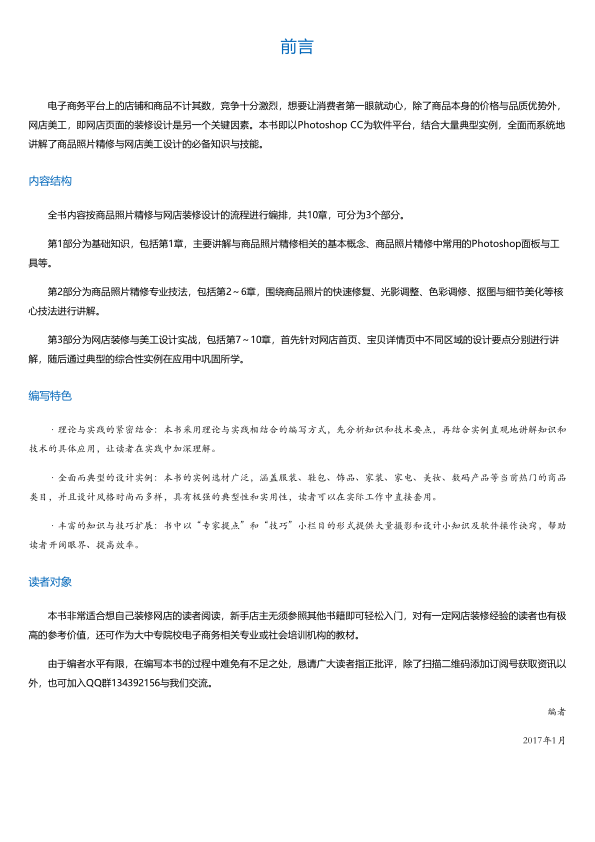 前言
电子商务平台上的店铺和商品不计其数，竞争十分激烈，想要让消费者第一眼就动心，除了商品本身的价格与品质优势外，
网店美工，即网店页面的装修设计是另一个关键因素。本书即以Photoshop CC为软件平台，结合大量典型实例，全面而系统地
讲解了商品照片精修与网店美工设计的必备知识与技能。
内容结构
全书内容按商品照片精修与网店装修设计的流程进行编排，共10章，可分为3个部分。
第1部分为基础知识，包括第1章，主要讲解与商品照片精修相关的基本概念、商品照片精修中常用的Photoshop面板与工
具等。
第2部分为商品照片精修专业技法，包括第2～6章，围绕商品照片的快速修复、光影调整、色彩调修、抠图与细节美化等核
心技法进行讲解。
第3部分为网店装修与美工设计实战，包括第7～10章，首先针对网店首页、宝贝详情页中不同区域的设计要点分别进行讲
解，随后通过典型的综合性实例在应用中巩固所学。
编写特色
·理论与实践的紧密结合：本书采用理论与实践相结合的编写方式，先分析知识和技术要点，再结合实例直观地讲解知识和
技术的具体应用，让读者在实践中加深理解。
·全面而典型的设计实例：本书的实例选材广泛，涵盖服装、鞋包、饰品、家装、家电、美妆、数码产品等当前热门的商品
类目，并且设计风格时尚而多样，具有极强的典型性和实用性，读者可以在实际工作中直接套用。
·丰富的知识与技巧扩展：书中以“专家提点”和“技巧”小栏目的形式提供大量摄影和设计小知识及软件操作诀窍，帮助
读者开阔眼界、提高效率。
读者对象
本书非常适合想自己装修网店的读者阅读，新手店主无须参照其他书籍即可轻松入门，对有一定网店装修经验的读者也有极
高的参考价值，还可作为大中专院校电子商务相关专业或社会培训机构的教材。
由于编者水平有限，在编写本书的过程中难免有不足之处，恳请广大读者指正批评，除了扫描二维码添加订阅号获取资讯以
外，也可加入QQ群134392156与我们交流。
编者
2017年1月